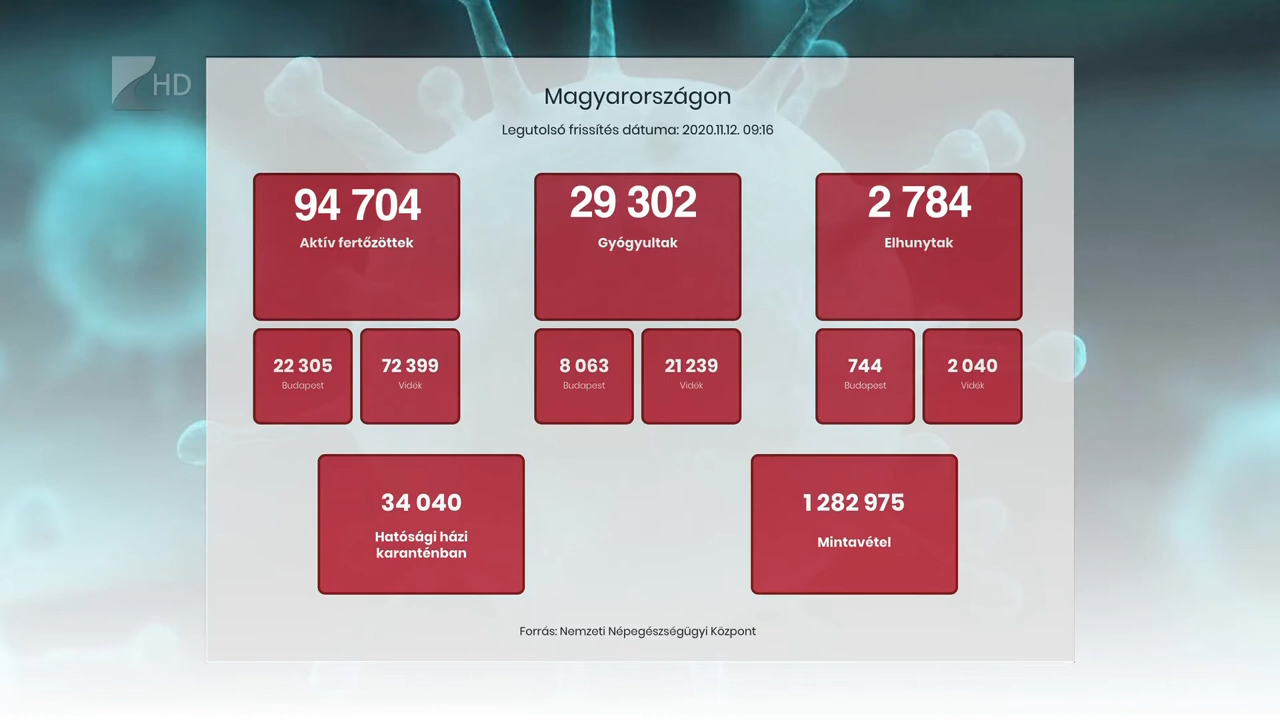 HD
Magyarországon
Legutolsó frissítés dátuma: 2020.11.12. 09:16
94 704
Aktív fertőzöttek
29 302
Gyógyultak
2 784
Elhunytak
22 305
Budapest
72 399
Vidék
8 063
Budapest
21 239
Vidék
744
Budapest
2 040
Vidék
34 040
Hatósági házi
karanténban
1 282 975
Mintavétel
Forrás: Nemzeti Népegészségügyi Központ